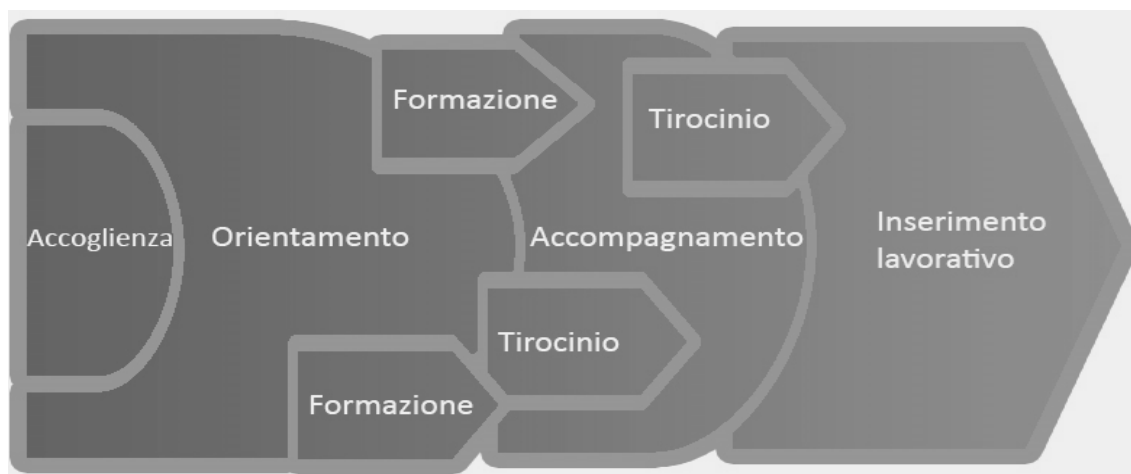 Formazione
Tirocinio
Accoglienza
Orientamento
Accompagnamento
Inserimento
lavorativo
Tirocinio
Formazione